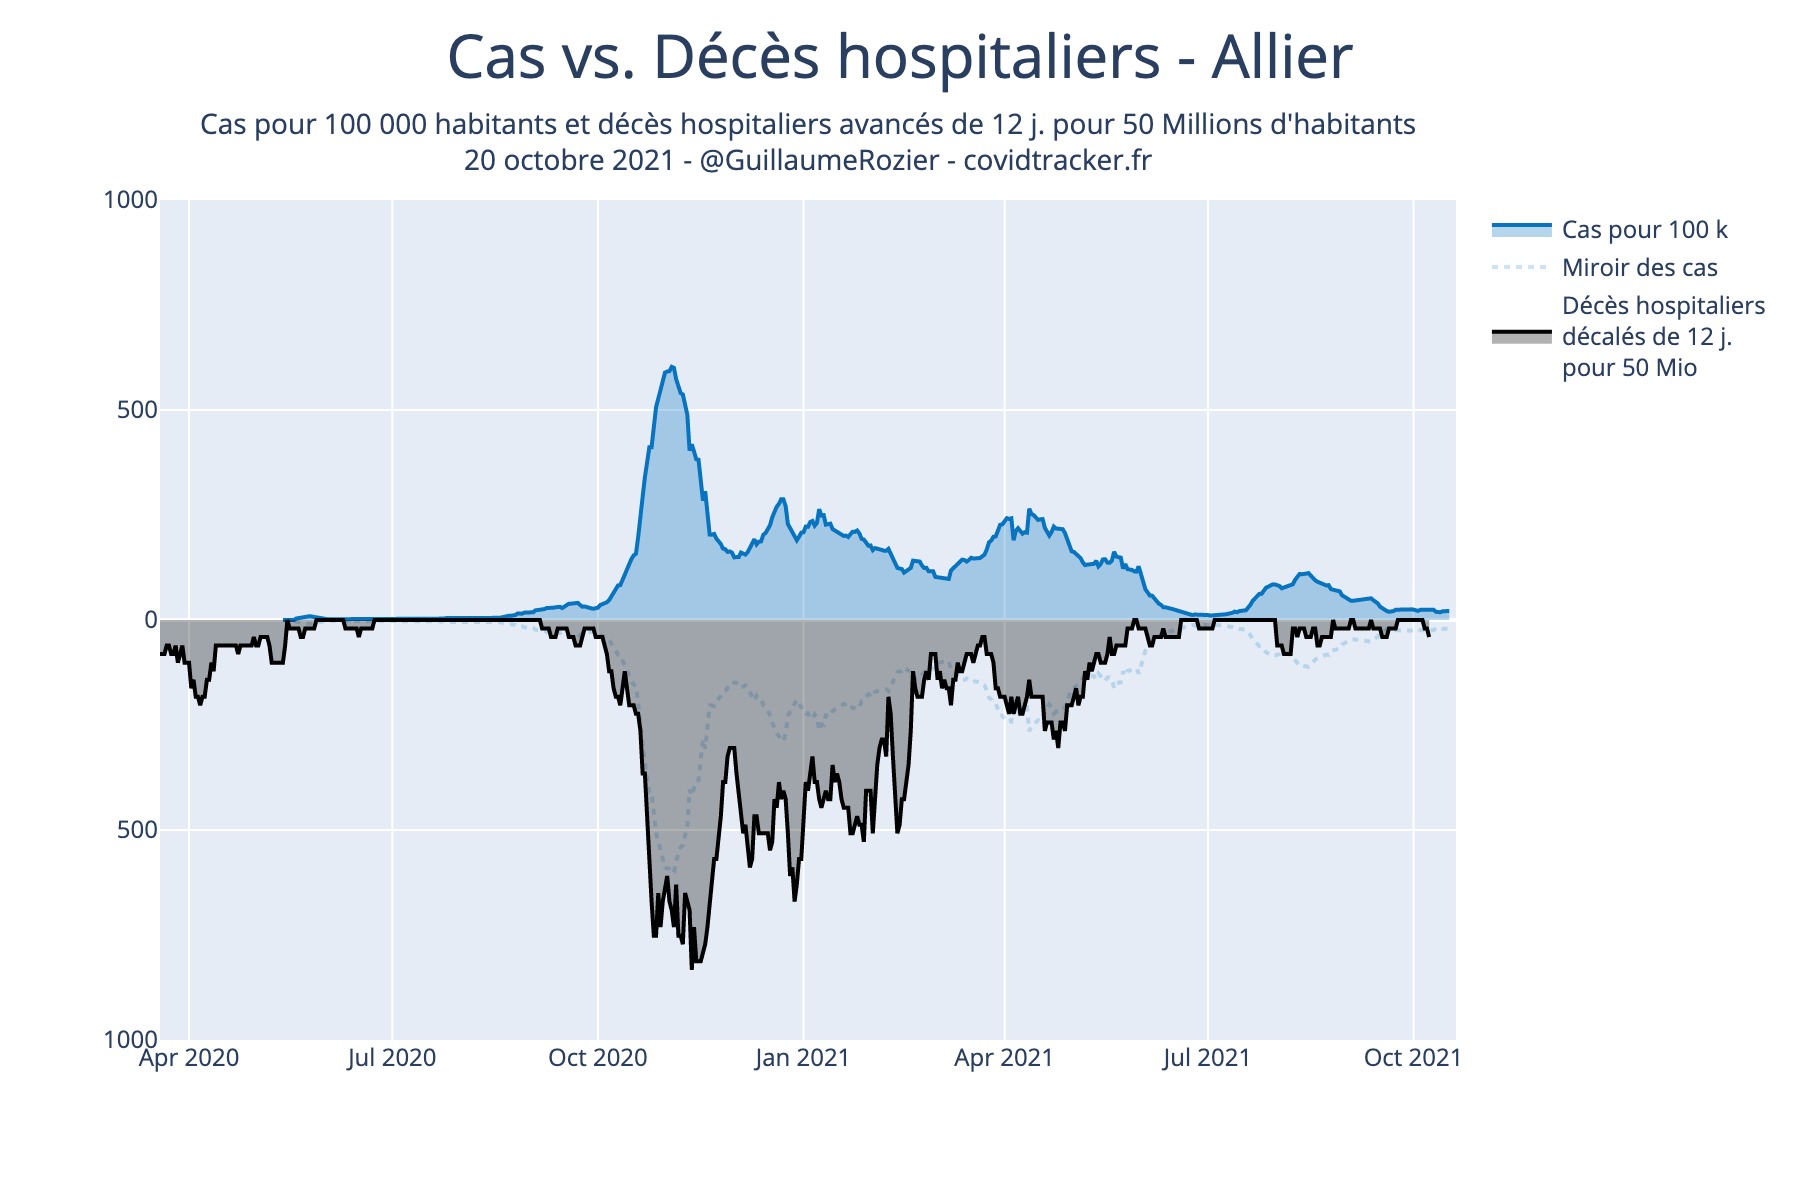 Cas vs. Décès hospitaliers - Allier
Cas pour 100 000 habitants et décès hospitaliers avancés de 12 j. pour 50 Millions d'habitants
20 octobre 2021 - @GuillaumeRozier - covidtracker.fr
1000
500
0
500
1000
Apr 2020
Jul 2020
Oct 2020
Jan 2021
Apr 2021
Jul 2021
Oct 2021
Cas pour 100 k
Miroir des cas
Décès hospitaliers
décalés de 12 j.
pour 50 Mio